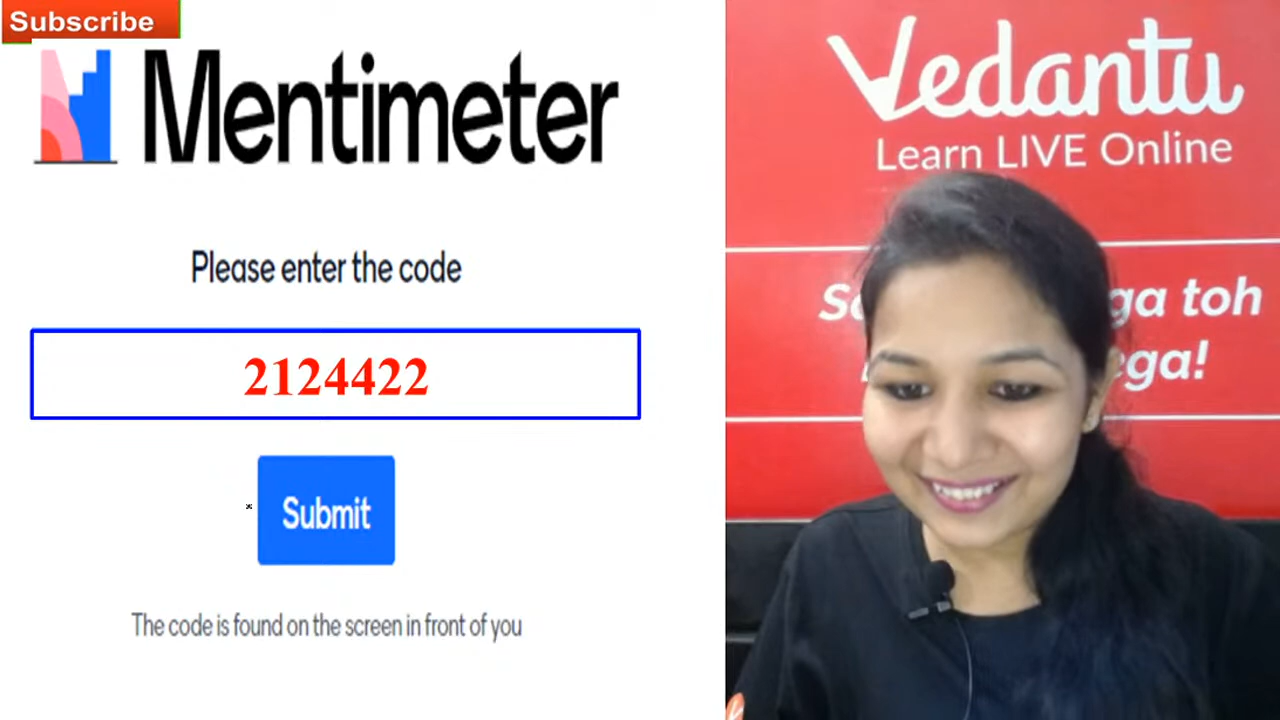 Subscribe
Mentimeter
Please enter the code
2124422
Submit
The code is found on the screen in front of you
Vedantu
Learn LIVE Online
ga toh
ega!